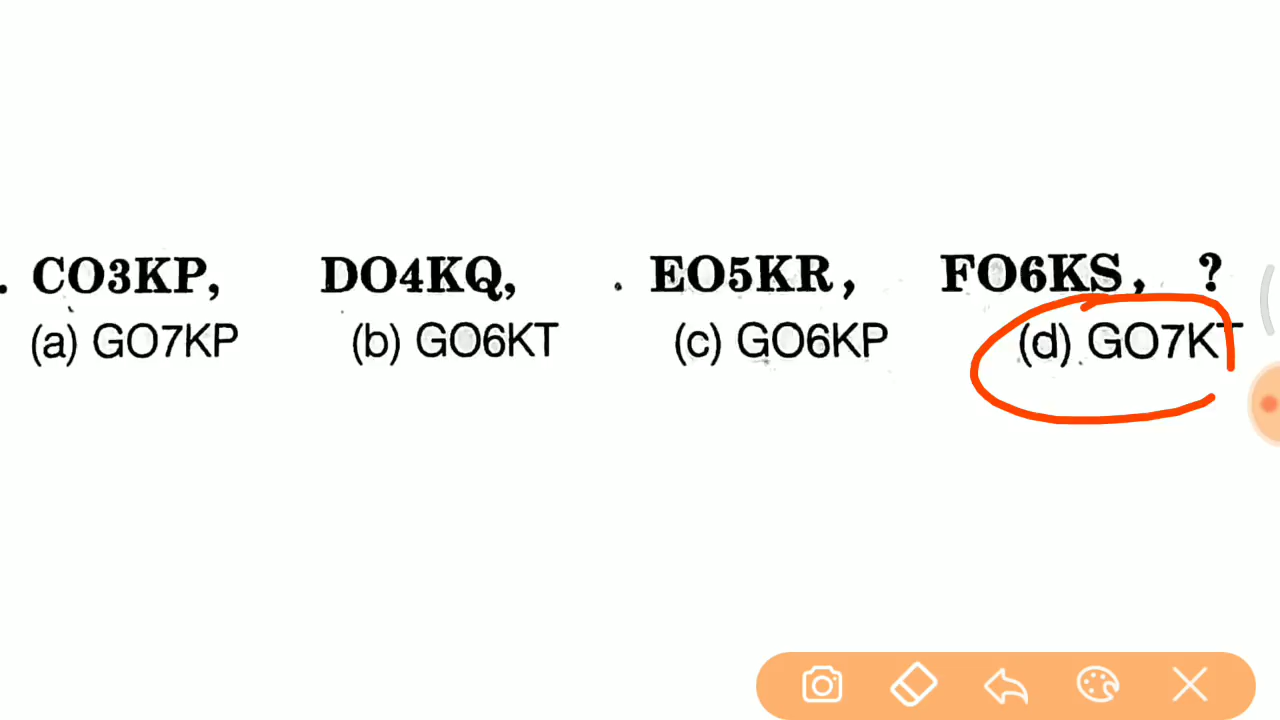 . CO3KP, DO4KQ, . EO5KR, FO6KS, ?
(a) GO7KP (b) GO6KT (c) GO6KP (d) GO7KT